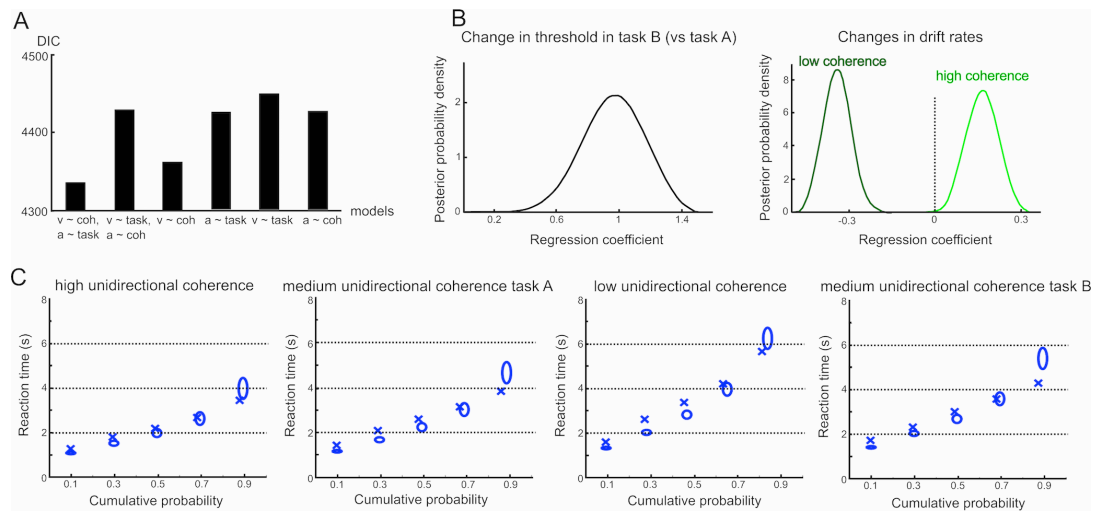 A
DIC
4500
4400
4300
v ~ coh,
a ~ task
v ~ task,
a ~ coh
v ~ coh
a ~ task
v ~ task
a ~ coh
models
B
Change in threshold in task B (vs task A)
Posterior probability density
2
1
0
0.2
0.6
1
1.4
Regression coefficient
Changes in drift rates
low coherence
high coherence
Posterior probability density
8
6
4
2
0
-0.3
0
0.3
Regression coefficient
C
high unidirectional coherence
Reaction time (s)
8
6
4
2
0
0.1
0.3
0.5
0.7
0.9
Cumulative probability
medium unidirectional coherence task A
Reaction time (s)
8
6
4
2
0
0.1
0.3
0.5
0.7
0.9
Cumulative probability
low unidirectional coherence
Reaction time (s)
8
6
4
2
0
0.1
0.3
0.5
0.7
0.9
Cumulative probability
medium unidirectional coherence task B
Reaction time (s)
8
6
4
2
0
0.1
0.3
0.5
0.7
0.9
Cumulative probability